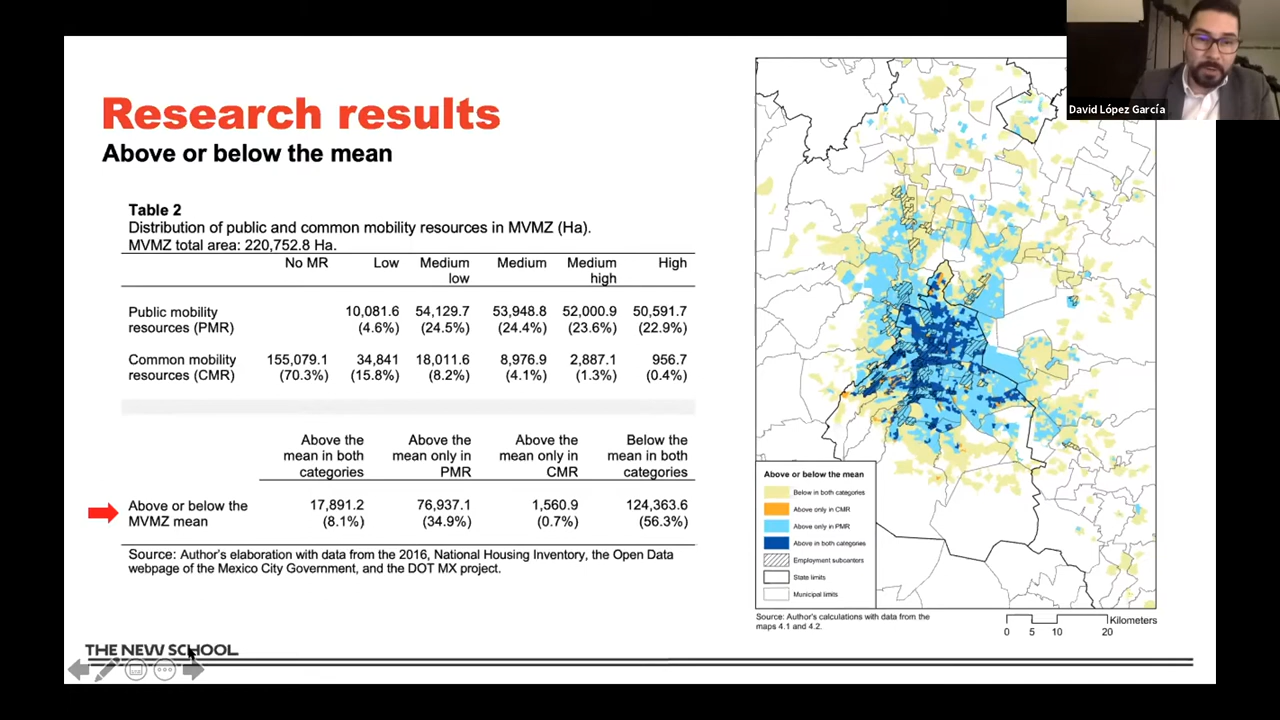 Research results
Above or below the mean
Table 2
Distribution of public and common mobility resources in MVMZ (Ha).
MVMZ total area: 220,752.8 Ha.
No MR Low Medium low Medium Medium high High
Public mobility resources (PMR) 10,081.6 54,129.7 53,948.8 52,000.9 50,591.7
(4.6%) (24.5%) (24.4%) (23.6%) (22.9%)
Common mobility resources (CMR) 155,079.1 34,841 18,011.6 8,976.9 2,887.1 956.7
(70.3%) (15.8%) (8.2%) (4.1%) (1.3%) (0.4%)
Above the mean in both categories
Above the mean only in PMR
Above the mean only in CMR
Below the mean in both categories
Above or below the MVMZ mean 17,891.2 76,937.1 1,560.9 124,363.6
(8.1%) (34.9%) (0.7%) (56.3%)
Source: Author's elaboration with data from the 2016, National Housing Inventory, the Open Data
webpage of the Mexico City Government, and the DOT MX project.
THE NEW SCHOOL
David López García
Above or below the mean
Below in both categories
Above only in CMR
Above only in PMR
Above in both categories
Employment subcenters
State limits
Municipal limits
Source: Author's calculations with data from the
maps 4.1 and 4.2.
Kilometers
0 5 10 20